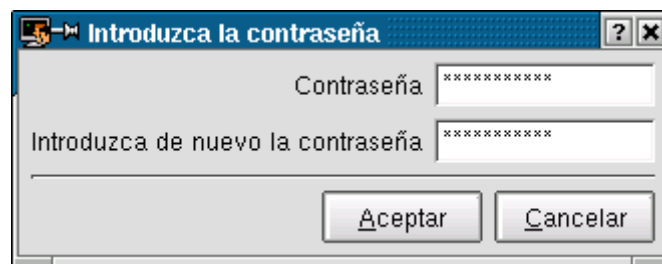 Introduzca la contraseña
Contraseña ***********
Introduzca de nuevo la contraseña ***********
Aceptar Cancelar